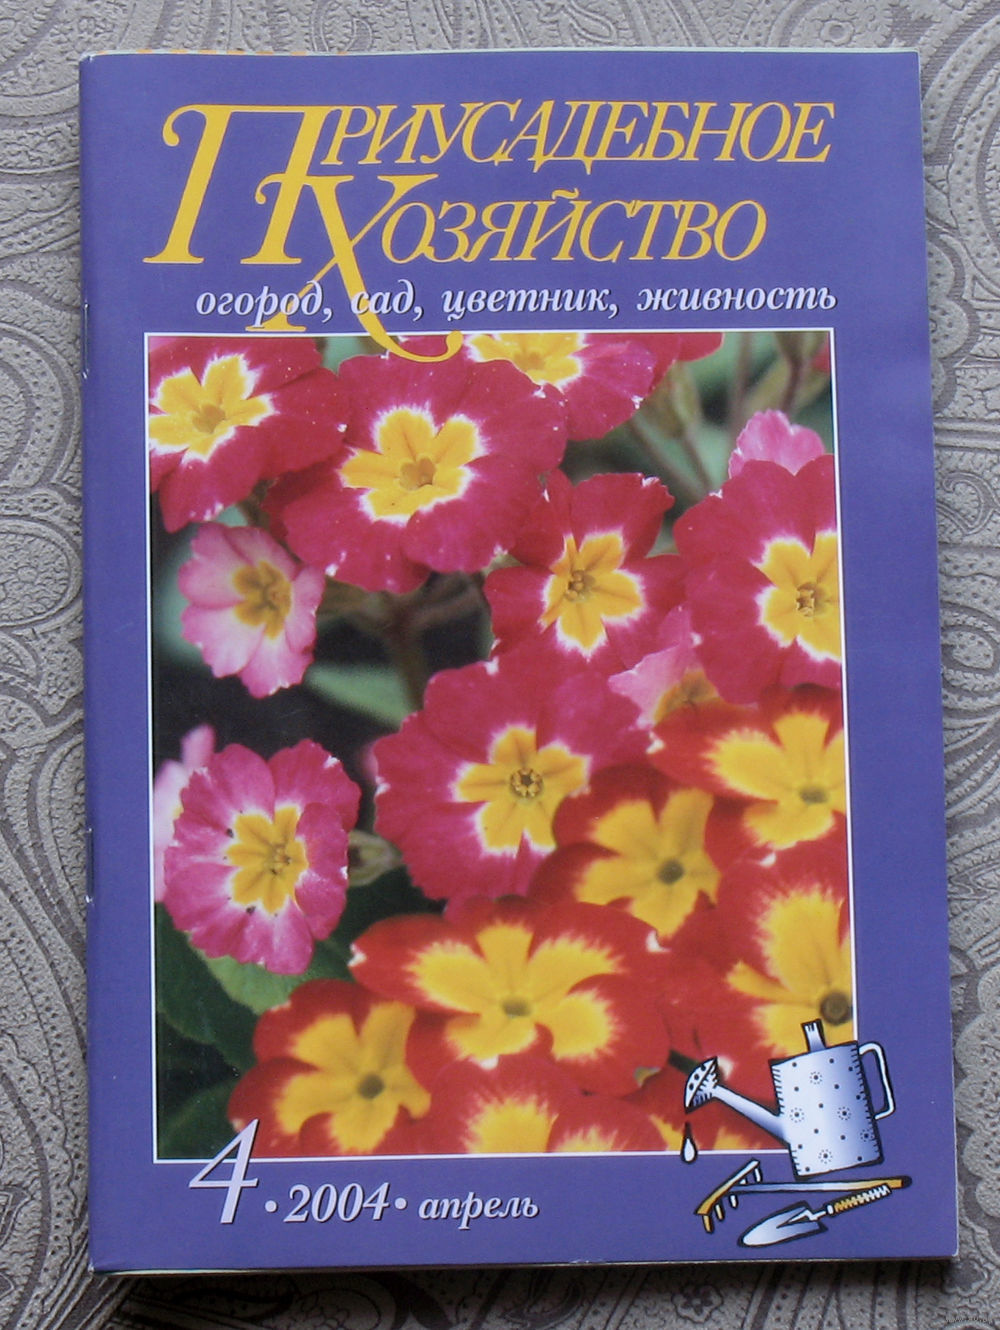 ПРИУСАДЕБНОЕ
ХОЗЯЙСТВО
огород, сад, цветник, живность
4 • 2004 • апрель